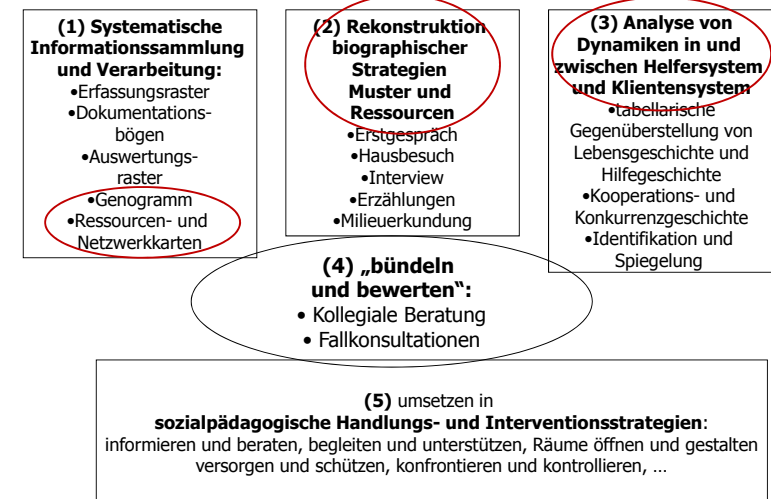 (1) Systematische
Informationssammlung
und Verarbeitung:
•Erfassungsraster
•Dokumentations-
bögen
•Auswertungs-
raster
•Genogramm
•Ressourcen- und
Netzwerkkarten
(2) Rekonstruktion
biographischer
Strategien
Muster und
Ressourcen
•Erstgespräch
•Hausbesuch
•Interview
•Erzählungen
•Milieuerkundung
(3) Analyse von
Dynamiken in und
zwischen Helfersystem
und Klientensystem
•tabellarische
Gegenüberstellung von
Lebensgeschichte und
Hilfegeschichte
•Kooperations- und
Konkurrenzgeschichte
•Identifikation und
Spiegelung
(4) „bündeln
und bewerten“:
• Kollegiale Beratung
• Fallkonsultationen
(5) umsetzen in
sozialpädagogische Handlungs- und Interventionsstrategien:
informieren und beraten, begleiten und unterstützen, Räume öffnen und gestalten
versorgen und schützen, konfrontieren und kontrollieren, …